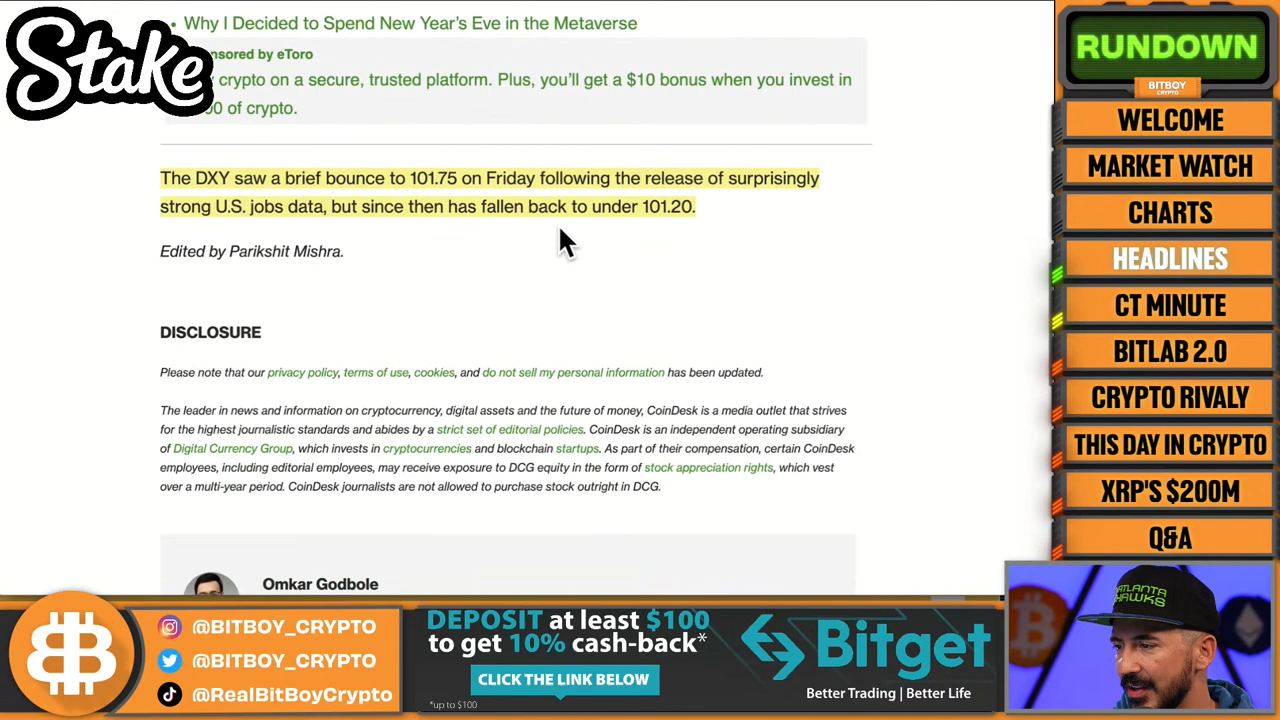 Stake
• Why I Decided to Spend New Year's Eve in the Metaverse
nsored by eToro
crypto on a secure, trusted platform. Plus, you'll get a $10 bonus when you invest in
00 of crypto.
The DXY saw a brief bounce to 101.75 on Friday following the release of surprisingly
strong U.S. jobs data, but since then has fallen back to under 101.20.
Edited by Parikshit Mishra.
DISCLOSURE
Please note that our privacy policy, terms of use, cookies, and do not sell my personal information has been updated.
The leader in news and information on cryptocurrency, digital assets and the future of money, CoinDesk is a media outlet that strives
for the highest journalistic standards and abides by a strict set of editorial policies. CoinDesk is an independent operating subsidiary
of Digital Currency Group, which invests in cryptocurrencies and blockchain startups. As part of their compensation, certain CoinDesk
employees, including editorial employees, may receive exposure to DCG equity in the form of stock appreciation rights, which vest
over a multi-year period. CoinDesk journalists are not allowed to purchase stock outright in DCG.
Omkar Godbole
RUNDOWN
BITBOY
CRYPTO
WELCOME
MARKET WATCH
CHARTS
HEADLINES
CT MINUTE
BITLAB 2.0
CRYPTO RIVALY
THIS DAY IN CRYPTO
XRP'S $200M
Q&A
@BITBOY_CRYPTO
@BITBOY_CRYPTO
@RealBitBoyCrypto
DEPOSIT at least $100
to get 10% cash-back*
CLICK THE LINK BELOW
*up to $100
Bitget
Better Trading | Better Life
ATLANTA
HAWKS